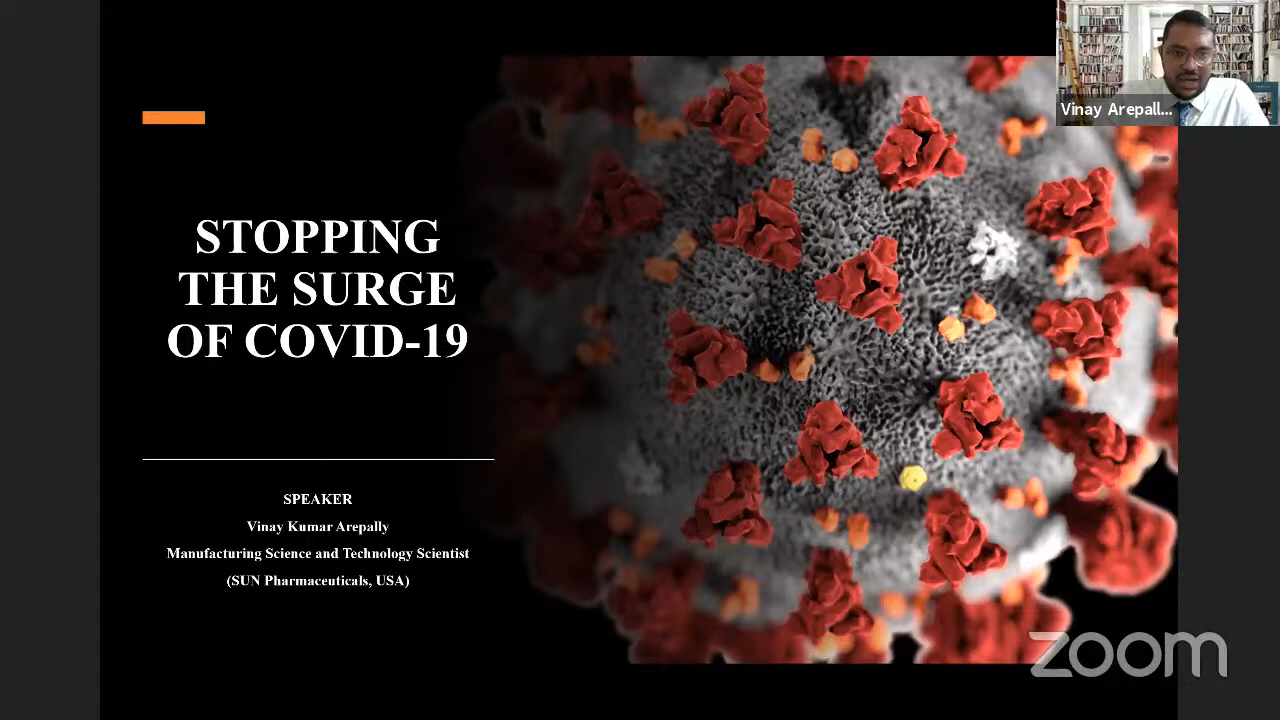 Vinay Arepall...
STOPPING
THE SURGE
OF COVID-19
SPEAKER
Vinay Kumar Arepally
Manufacturing Science and Technology Scientist
(SUN Pharmaceuticals, USA)
zoom